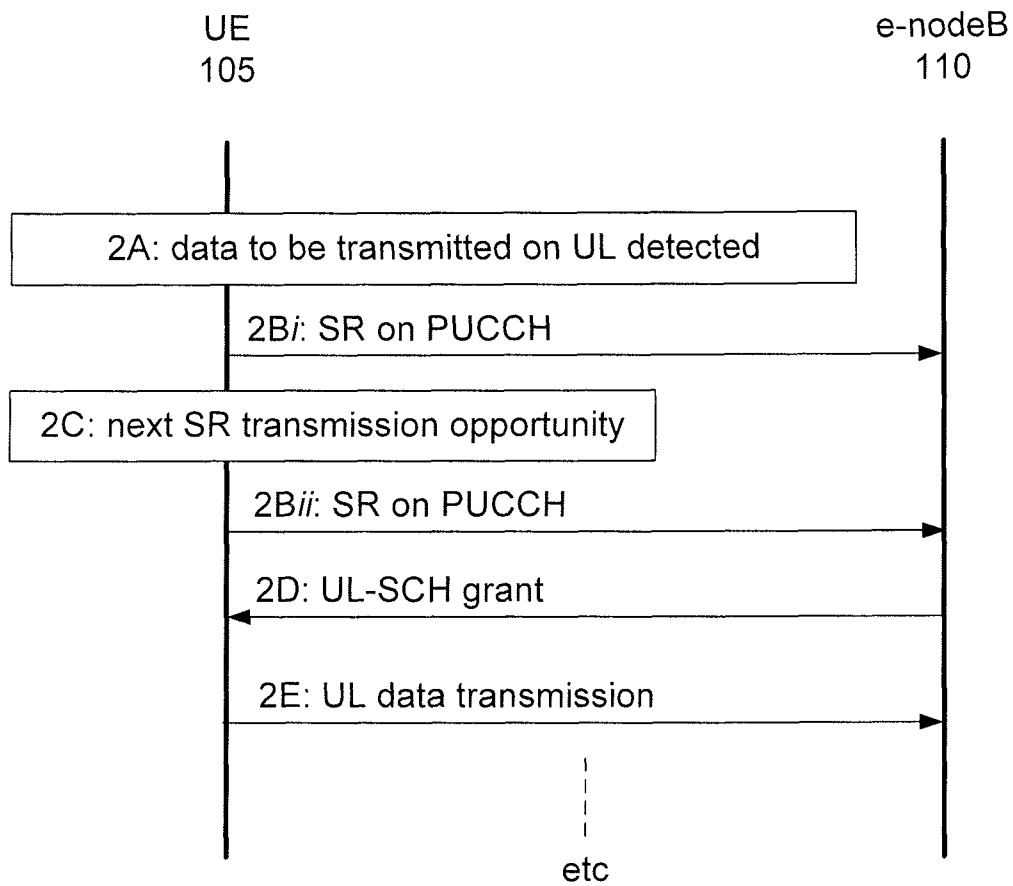 UE
105
e-nodeB
110
2A: data to be transmitted on UL detected
2Bi: SR on PUCCH
2C: next SR transmission opportunity
2Bii: SR on PUCCH
2D: UL-SCH grant
2E: UL data transmission
etc